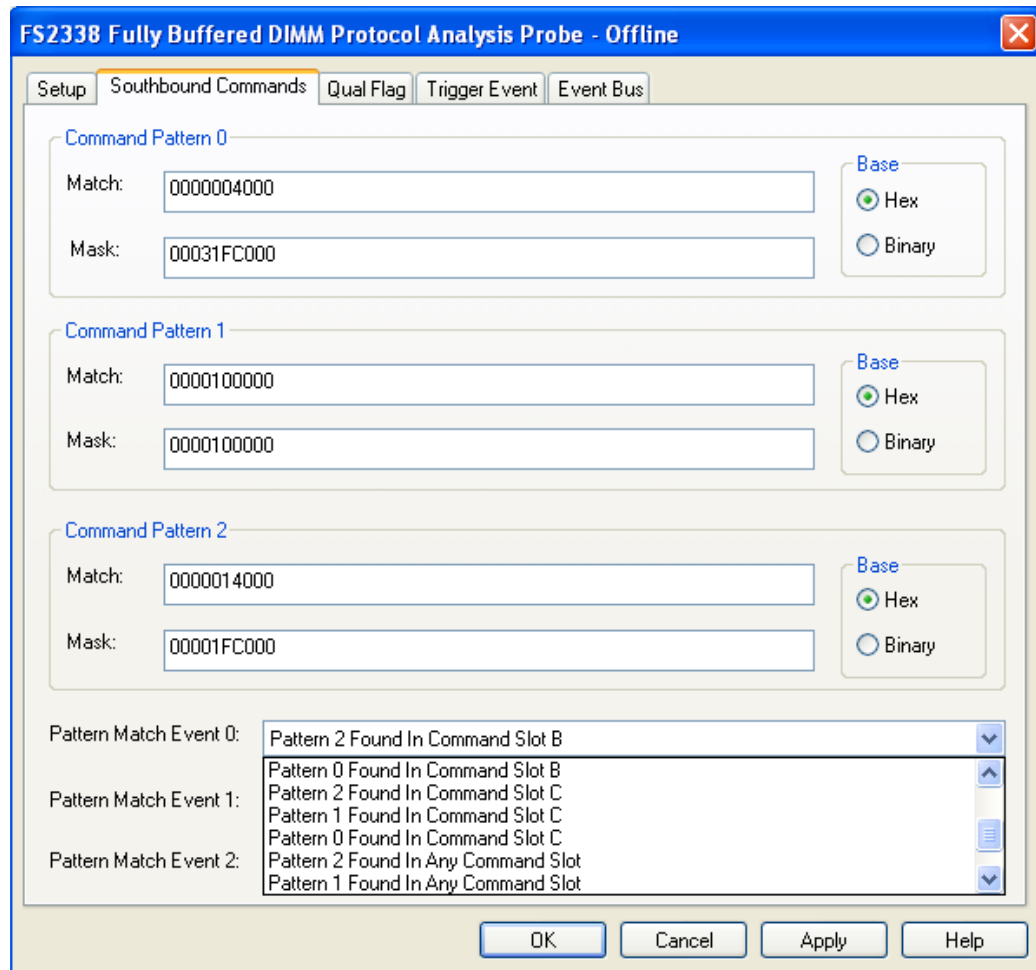 FS2338 Fully Buffered DIMM Protocol Analysis Probe - Offline
Setup Southbound Commands Qual Flag Trigger Event Event Bus
Command Pattern 0
Match: 0000004000
Mask: 00031FC000
Base
Hex
Binary
Command Pattern 1
Match: 0000100000
Mask: 0000100000
Base
Hex
Binary
Command Pattern 2
Match: 0000014000
Mask: 00001FC000
Base
Hex
Binary
Pattern Match Event 0: Pattern 2 Found In Command Slot B
Pattern 0 Found In Command Slot B
Pattern 2 Found In Command Slot C
Pattern Match Event 1: Pattern 1 Found In Command Slot C
Pattern 0 Found In Command Slot C
Pattern Match Event 2: Pattern 2 Found In Any Command Slot
Pattern 1 Found In Any Command Slot
OK Cancel Apply Help